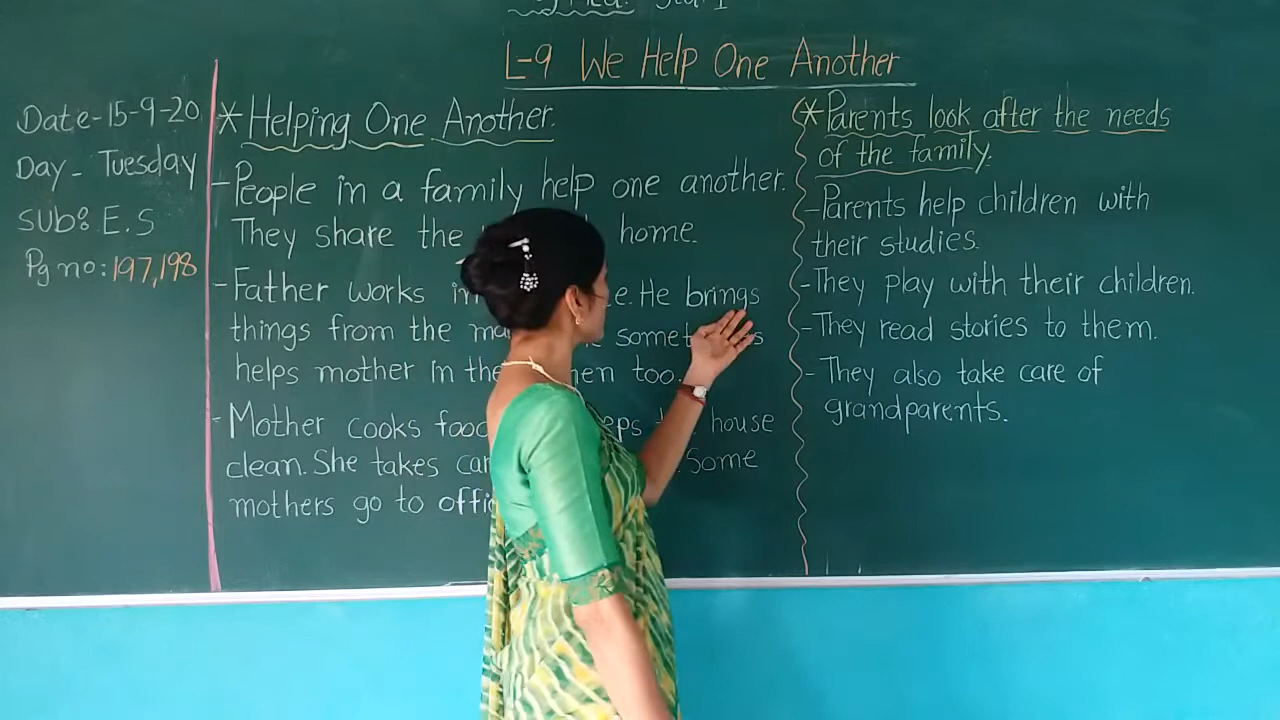 L-9 We Help One Another
Date-15-9-20
Day- Tuesday
Sub: E.S
Pg no: 197,198
* Helping One Another.
-People in a family help one another.
They share the home.
-Father works in He brings
things from the
helps mother in the too.
-Mother cooks the house
clean. She takes Some
mothers go to
*Parents look after the needs
of the family.
-Parents help children with
their studies.
-They play with their children.
-They read stories to them.
-They also take care of
grandparents.